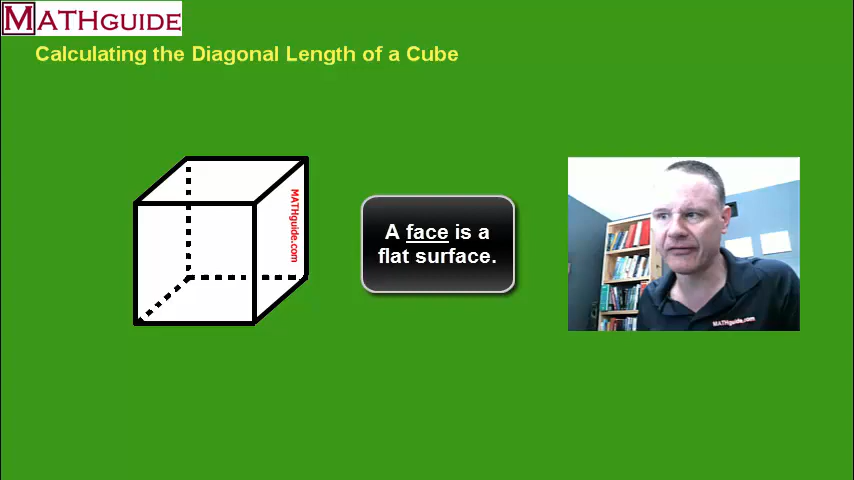 MATHGUIDE
Calculating the Diagonal Length of a Cube
MATHguide.com
A face is a
flat surface.
MATHguide.com